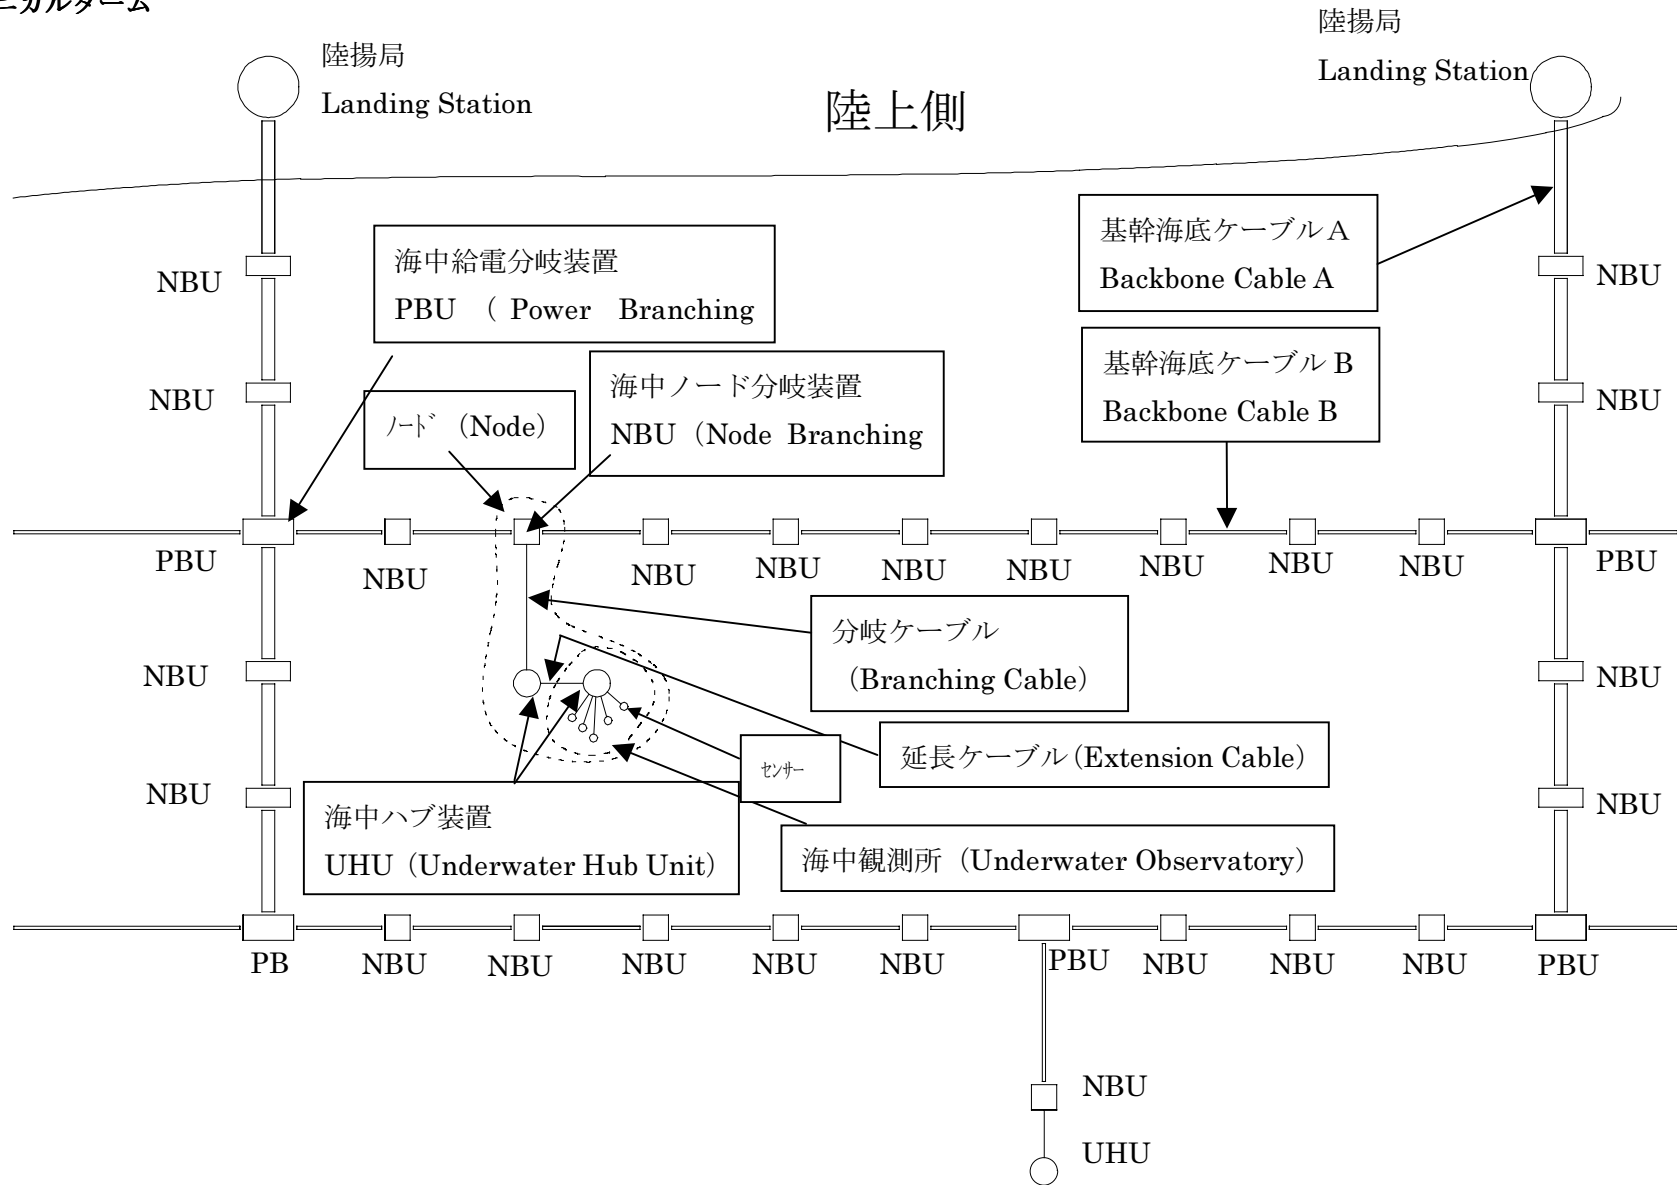 ニカルターム
陸揚局
Landing Station
陸揚局
Landing Station
陸上側
海中給電分岐装置
PBU （ Power Branching
基幹海底ケーブルA
Backbone Cable A
NBU
NBU
海中ノード分岐装置
NBU（Node Branching
基幹海底ケーブル B
Backbone Cable B
NBU
ﾉｰﾄﾞ （Node）
NBU
PBU
NBU
NBU
NBU
NBU
NBU
NBU
NBU
NBU
PBU
分岐ケーブル
（Branching Cable）
NBU
NBU
延長ケーブル（Extension Cable）
ｾﾝｻｰ
NBU
NBU
海中ハブ装置
UHU（Underwater Hub Unit）
海中観測所（Underwater Observatory）
PB
NBU
NBU
NBU
NBU
NBU
PBU
NBU
NBU
NBU
PBU
NBU
UHU